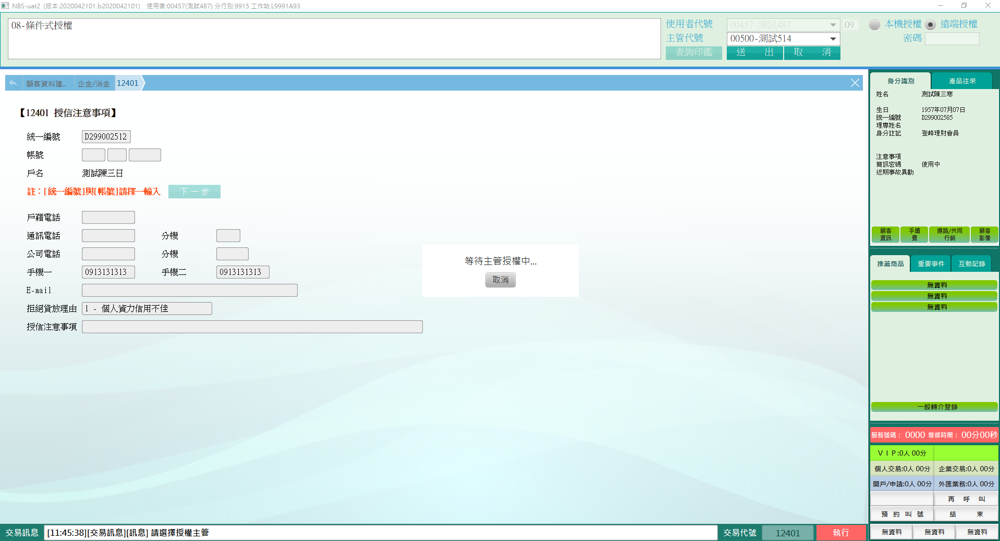 NBS-uat2 (版本:2020042101.b2020042101) 使用者:00457(測試487) 分行別:9915 工作站:L9991A93
08-條件式授權
使用者代號 00457-測試487 09 本機授權 遠端授權
主管代號 00500-測試514 密碼
查詢印鑑 送 出 取 消
顧客資料建.. 企金/消金 12401
【12401 授信注意事項】
統一編號 D299002512
帳號
戶名 測試陳三日
註：[統一編號]與[帳號]請擇一輸入 下一步
戶籍電話
通訊電話 分機
公司電話 分機
手機一 0913131313 手機二 0913131313
E-mail
拒絕貸放理由 1 - 個人資力信用不佳
授信注意事項
等待主管授權中...
取消
身分識別 產品往來
姓名 測試陳三寒
生日 1957年07月07日
統一編號 D299002585
理專姓名
身分註記 登峰理財會員
注意事項
簡訊密碼 使用中
近期事故異動
顧客資訊 手續費 通路/共同行銷 顧客影像
推薦商品 重要事件 互動記錄
無資料
無資料
無資料
一般轉介登錄
服務號碼： 0000 等候時間： 00分00秒
ＶＩＰ:0人 00分
個人交易:0人 00分 企業交易:0人 00分
開戶/申請:0人 00分 外匯業務:0人 00分
再 呼 叫
預 約 叫 號 結 束
無資料 無資料 無資料
交易訊息 [11:45:38][交易訊息][訊息] 請選擇授權主管 交易代號 12401 執行